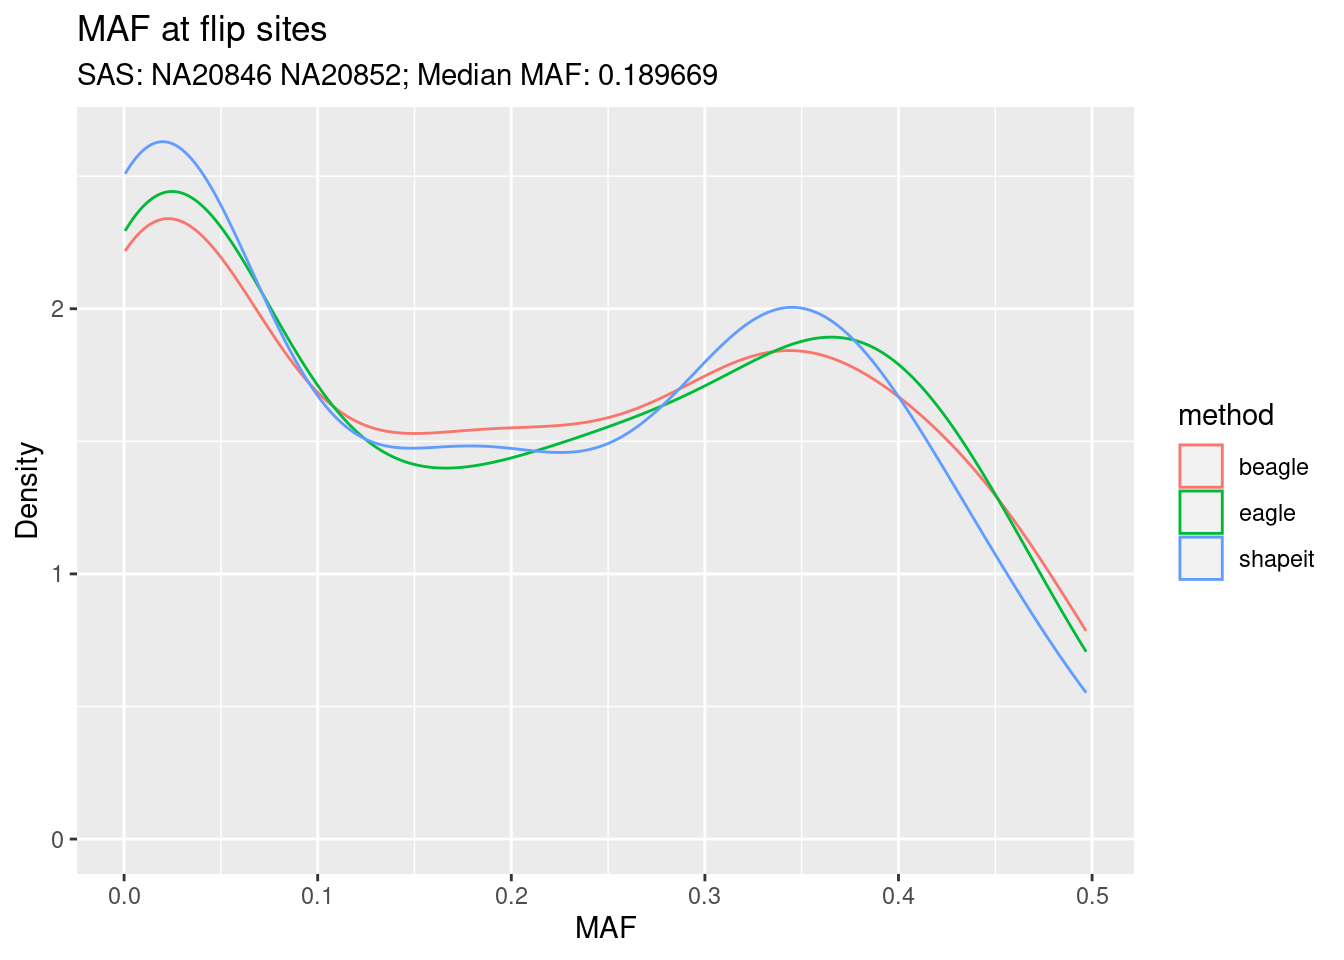 MAF at flip sites
SAS: NA20846 NA20852; Median MAF: 0.189669
Density
2
1
0
0.0 0.1 0.2 0.3 0.4 0.5
MAF
method
beagle
eagle
shapeit